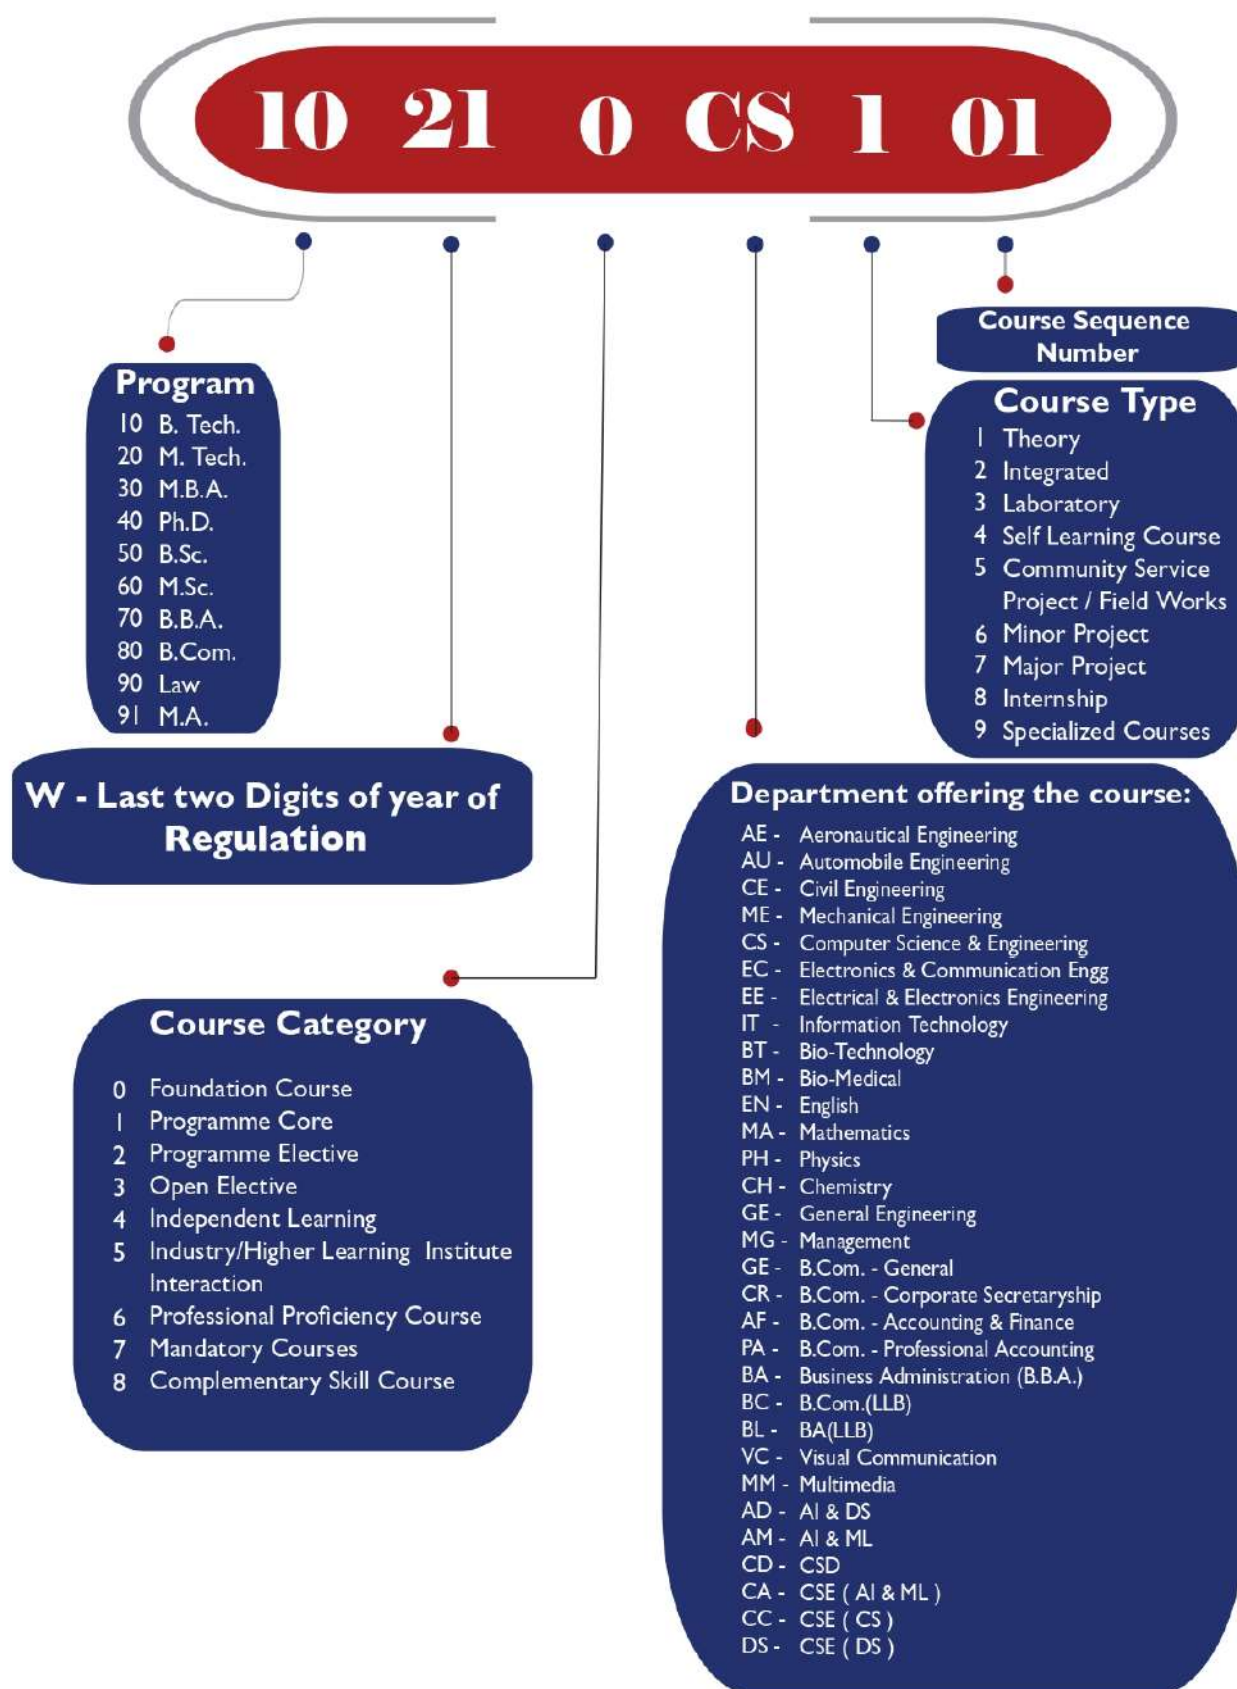 10 21 0 CS 1 01
Program
10 B. Tech.
20 M. Tech.
30 M.B.A.
40 Ph.D.
50 B.Sc.
60 M.Sc.
70 B.B.A.
80 B.Com.
90 Law
91 M.A.
W - Last two Digits of year of
Regulation
Course Category
0 Foundation Course
1 Programme Core
2 Programme Elective
3 Open Elective
4 Independent Learning
5 Industry/Higher Learning Institute
Interaction
6 Professional Proficiency Course
7 Mandatory Courses
8 Complementary Skill Course
Course Sequence
Number
Course Type
1 Theory
2 Integrated
3 Laboratory
4 Self Learning Course
5 Community Service
Project / Field Works
6 Minor Project
7 Major Project
8 Internship
9 Specialized Courses
Department offering the course:
AE - Aeronautical Engineering
AU - Automobile Engineering
CE - Civil Engineering
ME - Mechanical Engineering
CS - Computer Science & Engineering
EC - Electronics & Communication Engg
EE - Electrical & Electronics Engineering
IT - Information Technology
BT - Bio-Technology
BM - Bio-Medical
EN - English
MA - Mathematics
PH - Physics
CH - Chemistry
GE - General Engineering
MG - Management
GE - B.Com. - General
CR - B.Com. - Corporate Secretaryship
AF - B.Com. - Accounting & Finance
PA - B.Com. - Professional Accounting
BA - Business Administration (B.B.A.)
BC - B.Com.(LLB)
BL - BA(LLB)
VC - Visual Communication
MM - Multimedia
AD - AI & DS
AM - AI & ML
CD - CSD
CA - CSE ( AI & ML )
CC - CSE ( CS )
DS - CSE ( DS )